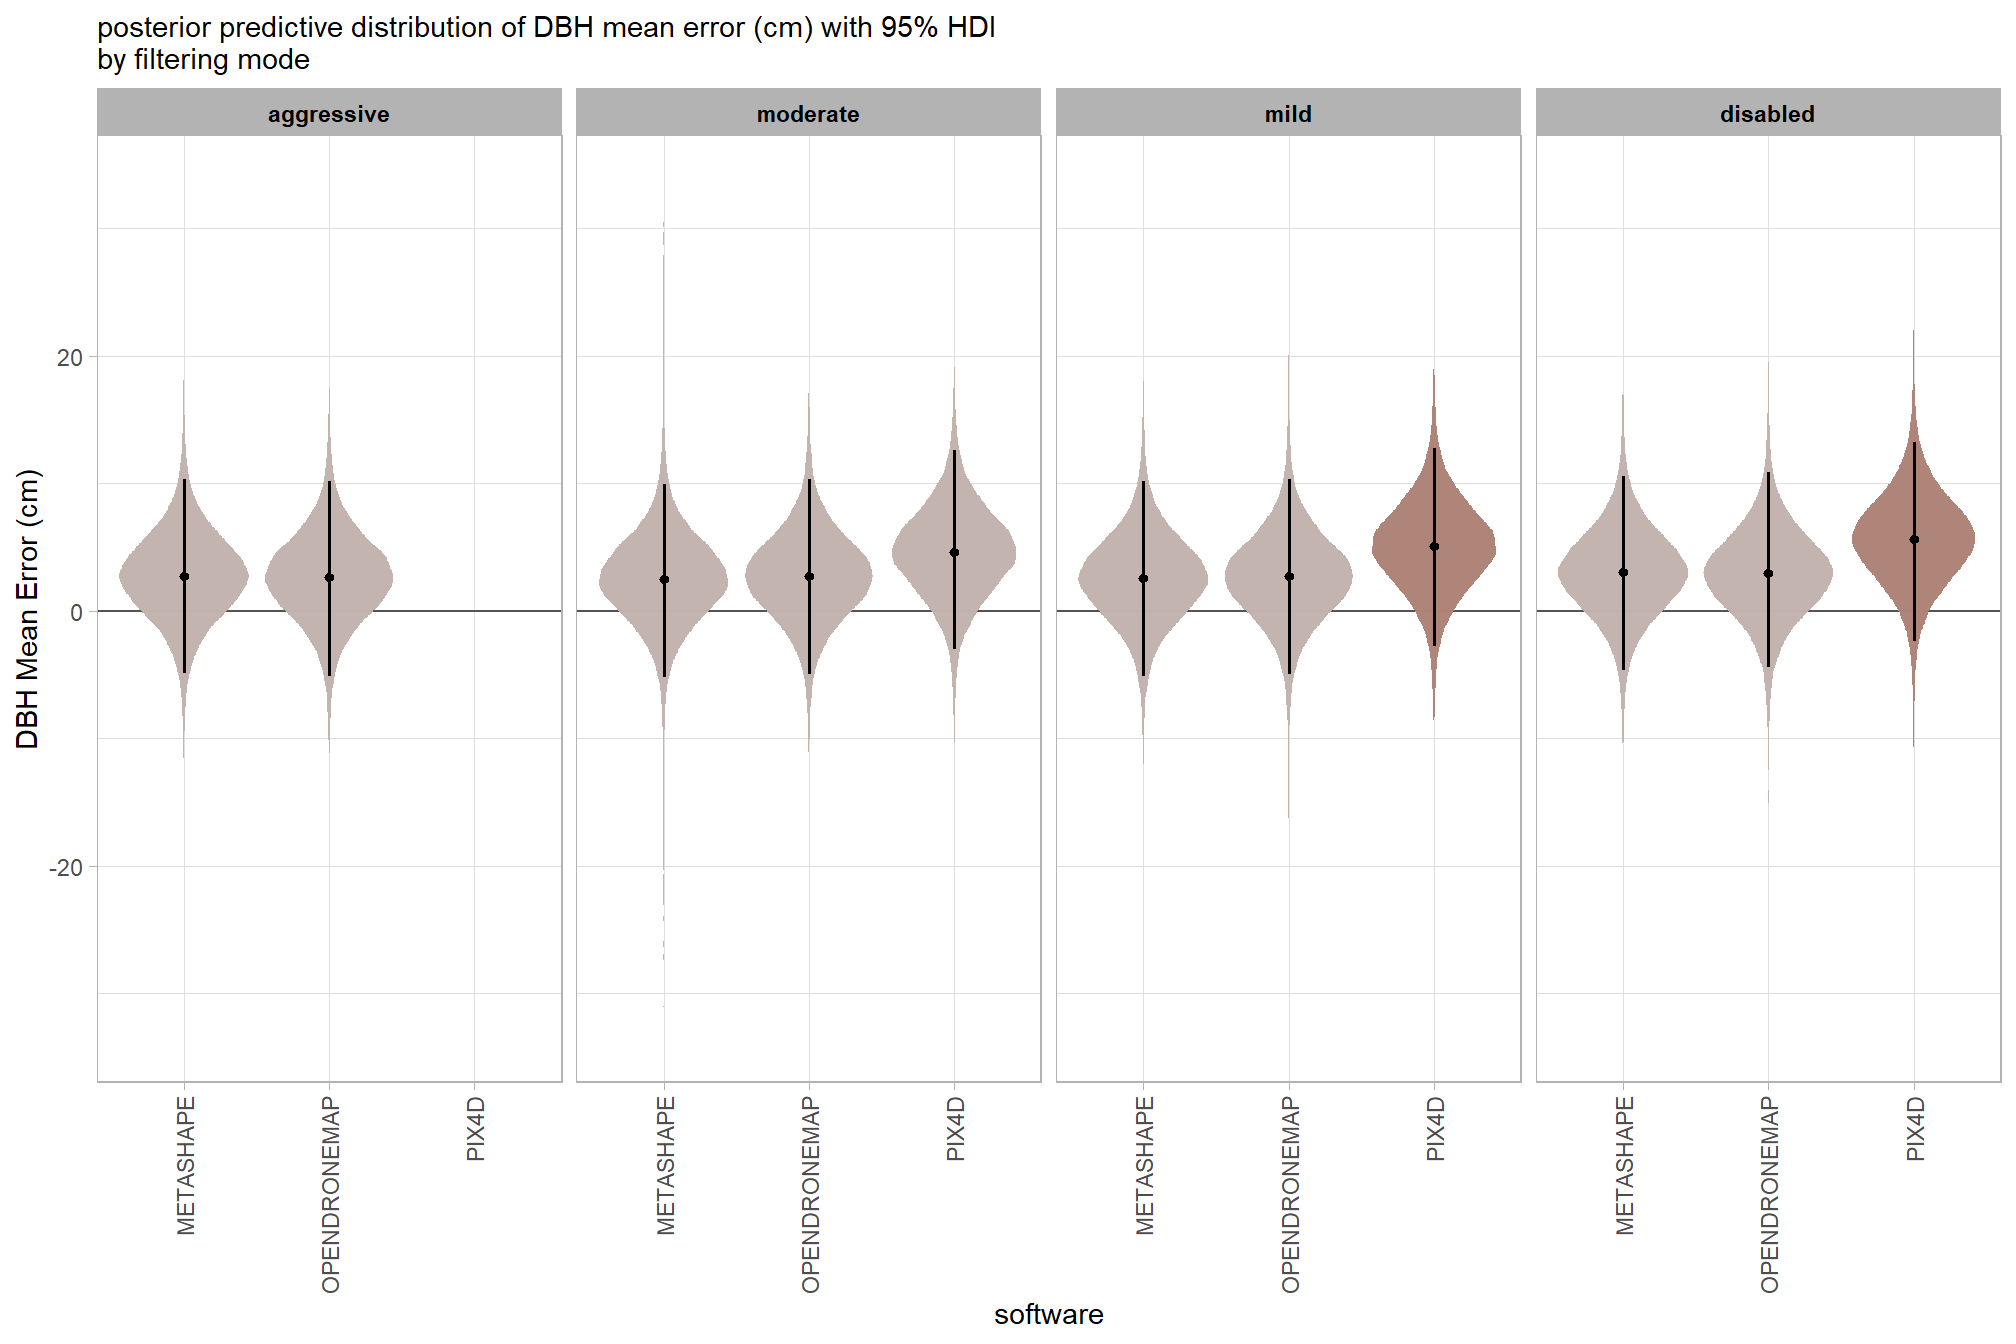 posterior predictive distribution of DBH mean error (cm) with 95% HDI
by filtering mode
aggressive
moderate
mild
disabled
DBH Mean Error (cm)
20
0
-20
METASHAPE
OPENDRONEMAP
PIX4D
METASHAPE
OPENDRONEMAP
PIX4D
METASHAPE
OPENDRONEMAP
PIX4D
METASHAPE
OPENDRONEMAP
PIX4D
software